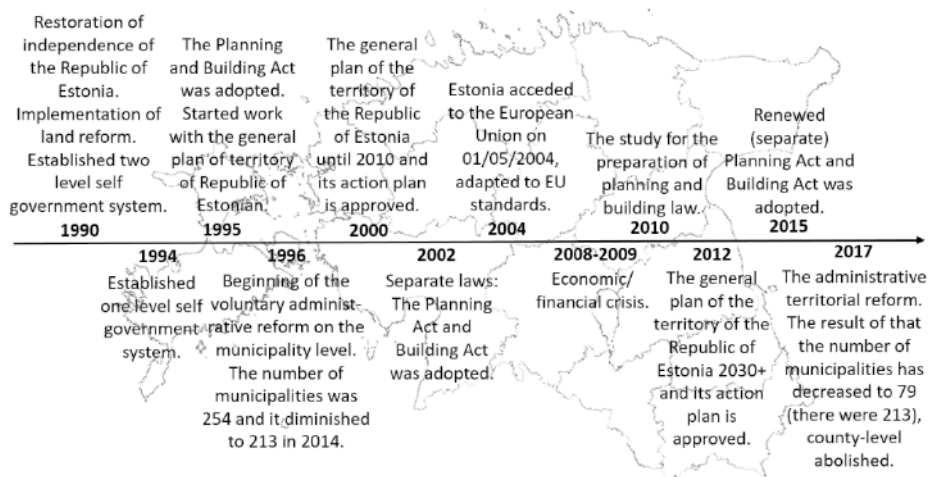 Restoration of
independence of
the Republic of
Estonia.
Implementation of
land reform.
Established two
level self
government system.
1990
The Planning
and Building Act
was adopted.
Started work
with the general
plan of territory
of Republic of
Estonian.
1995
The general
plan of the
territory of
the Republic
of Estonia
until 2010 and
its action plan
is approved.
2000
Estonia acceded
to the European
Union on
01/05/2004,
adapted to EU
standards.
2004
The study for the
preparation of
planning and
building law.
2010
Renewed
(separate)
Planning Act and
Building Act was
adopted.
2015
1994
Established
one level self
government
system.
1996
Beginning of the
voluntary administ-
rative reform on the
municipality level.
The number of
municipalities was
254 and it diminished
to 213 in 2014.
2002
Separate laws:
The Planning
Act and
Building Act
was adopted.
2008-2009
Economic/
financial crisis.
2012
The general
plan of the
territory of the
Republic of
Estonia 2030+
and its action
plan is
approved.
2017
The administrative
territorial reform.
The result of that
the number of
municipalities has
decreased to 79
(there were 213),
county-level
abolished.